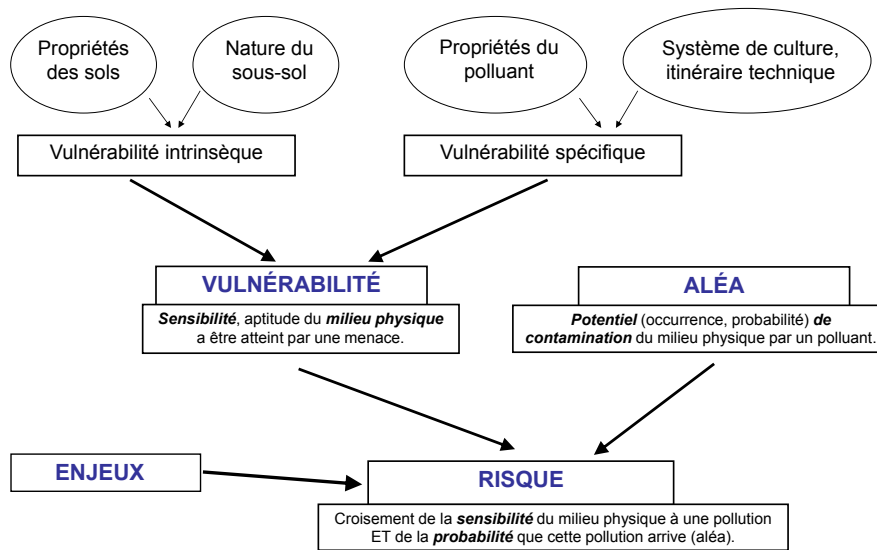 Propriétés
des sols
Nature du
sous-sol
Propriétés du
polluant
Système de culture,
itinéraire technique
Vulnérabilité intrinsèque
Vulnérabilité spécifique
VULNÉRABILITÉ
Sensibilité, aptitude du milieu physique
a être atteint par une menace.
ALÉA
Potentiel (occurrence, probabilité) de
contamination du milieu physique par un polluant.
ENJEUX
RISQUE
Croisement de la sensibilité du milieu physique à une pollution
ET de la probabilité que cette pollution arrive (aléa).